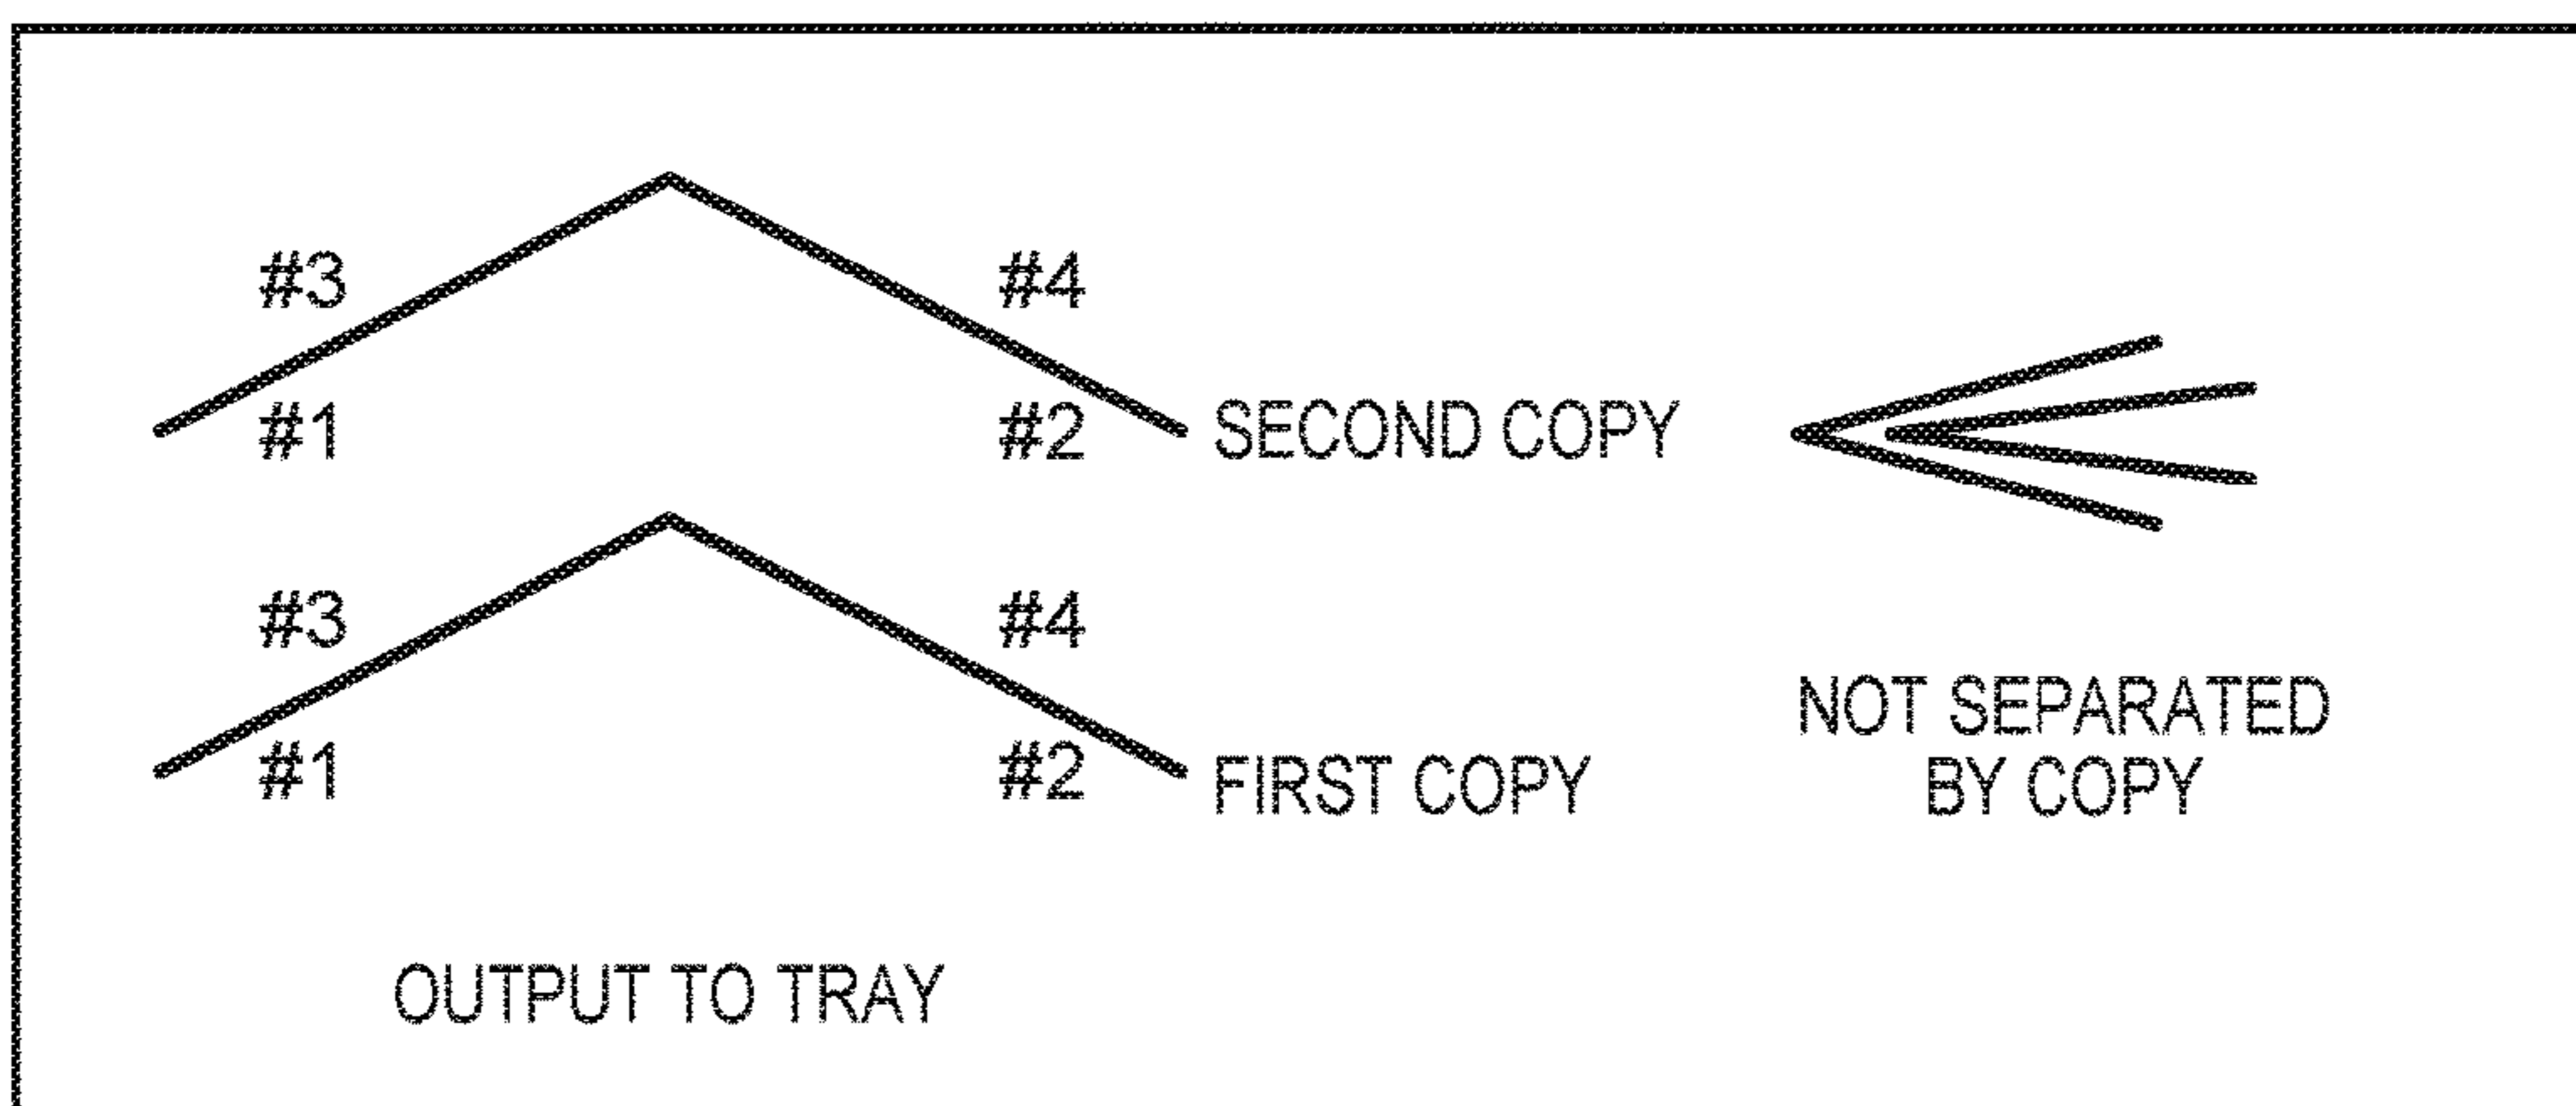 #3 #4
#1 #2 SECOND COPY
#3 #4
NOT SEPARATED
#1 #2 FIRST COPY
BY COPY
OUTPUT TO TRAY